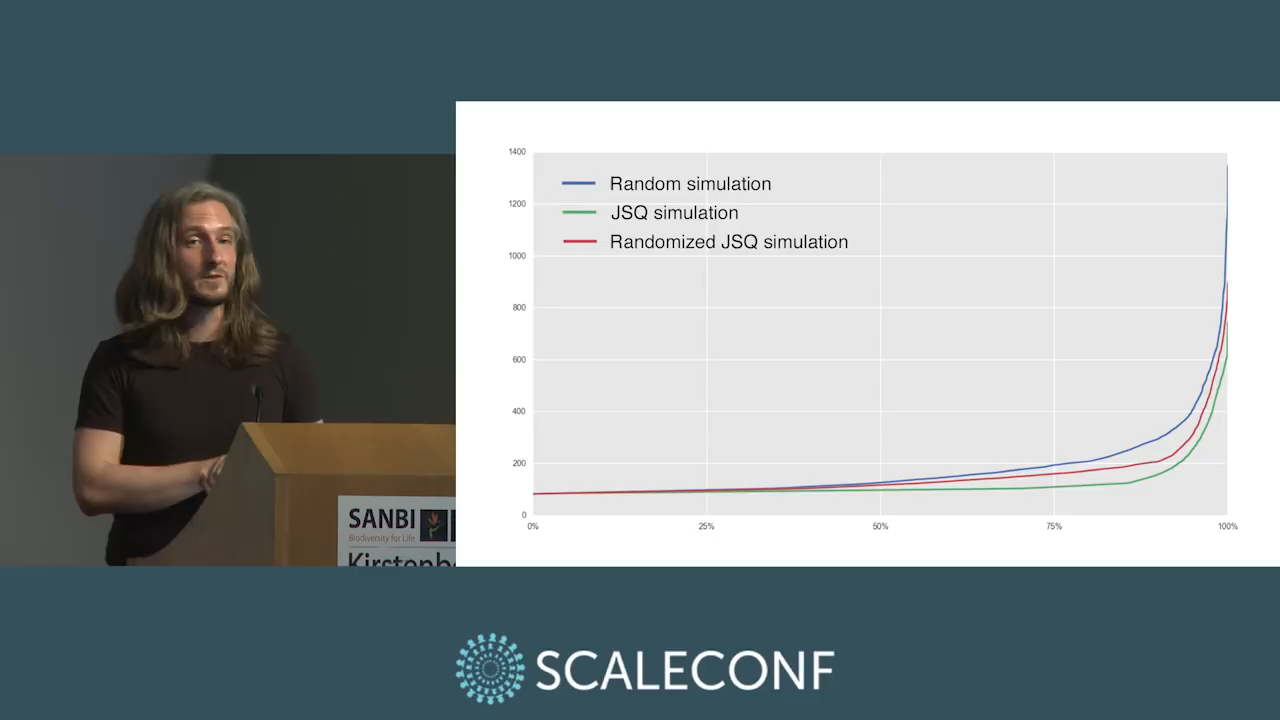 1400
1200
1000
800
600
400
200
0
0%
25%
50%
75%
100%
Random simulation
JSQ simulation
Randomized JSQ simulation
SANBI
Biodiversity for Life
SCALECONF